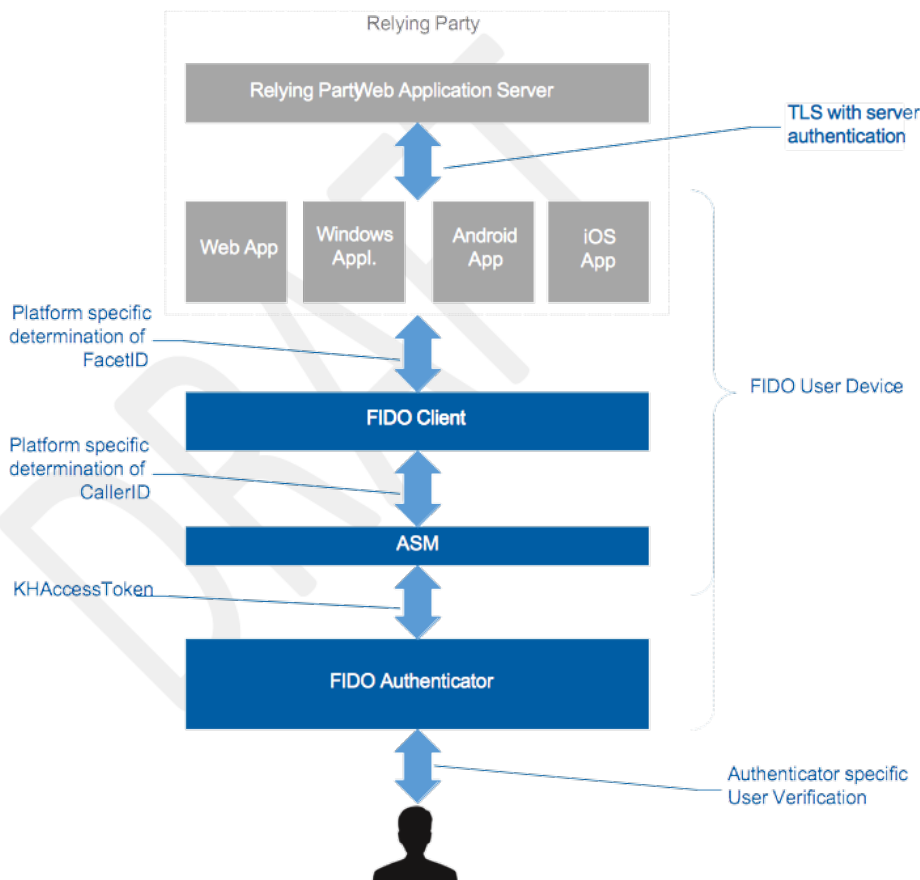 Relying Party
Relying PartyWeb Application Server
TLS with server
authentication
Web App
Windows
Appl.
Android
App
iOS
App
Platform specific
determination of
FacetID
FIDO User Device
FIDO Client
Platform specific
determination of
CallerID
ASM
KHAccessToken
FIDO Authenticator
Authenticator specific
User Verification
DRAFT